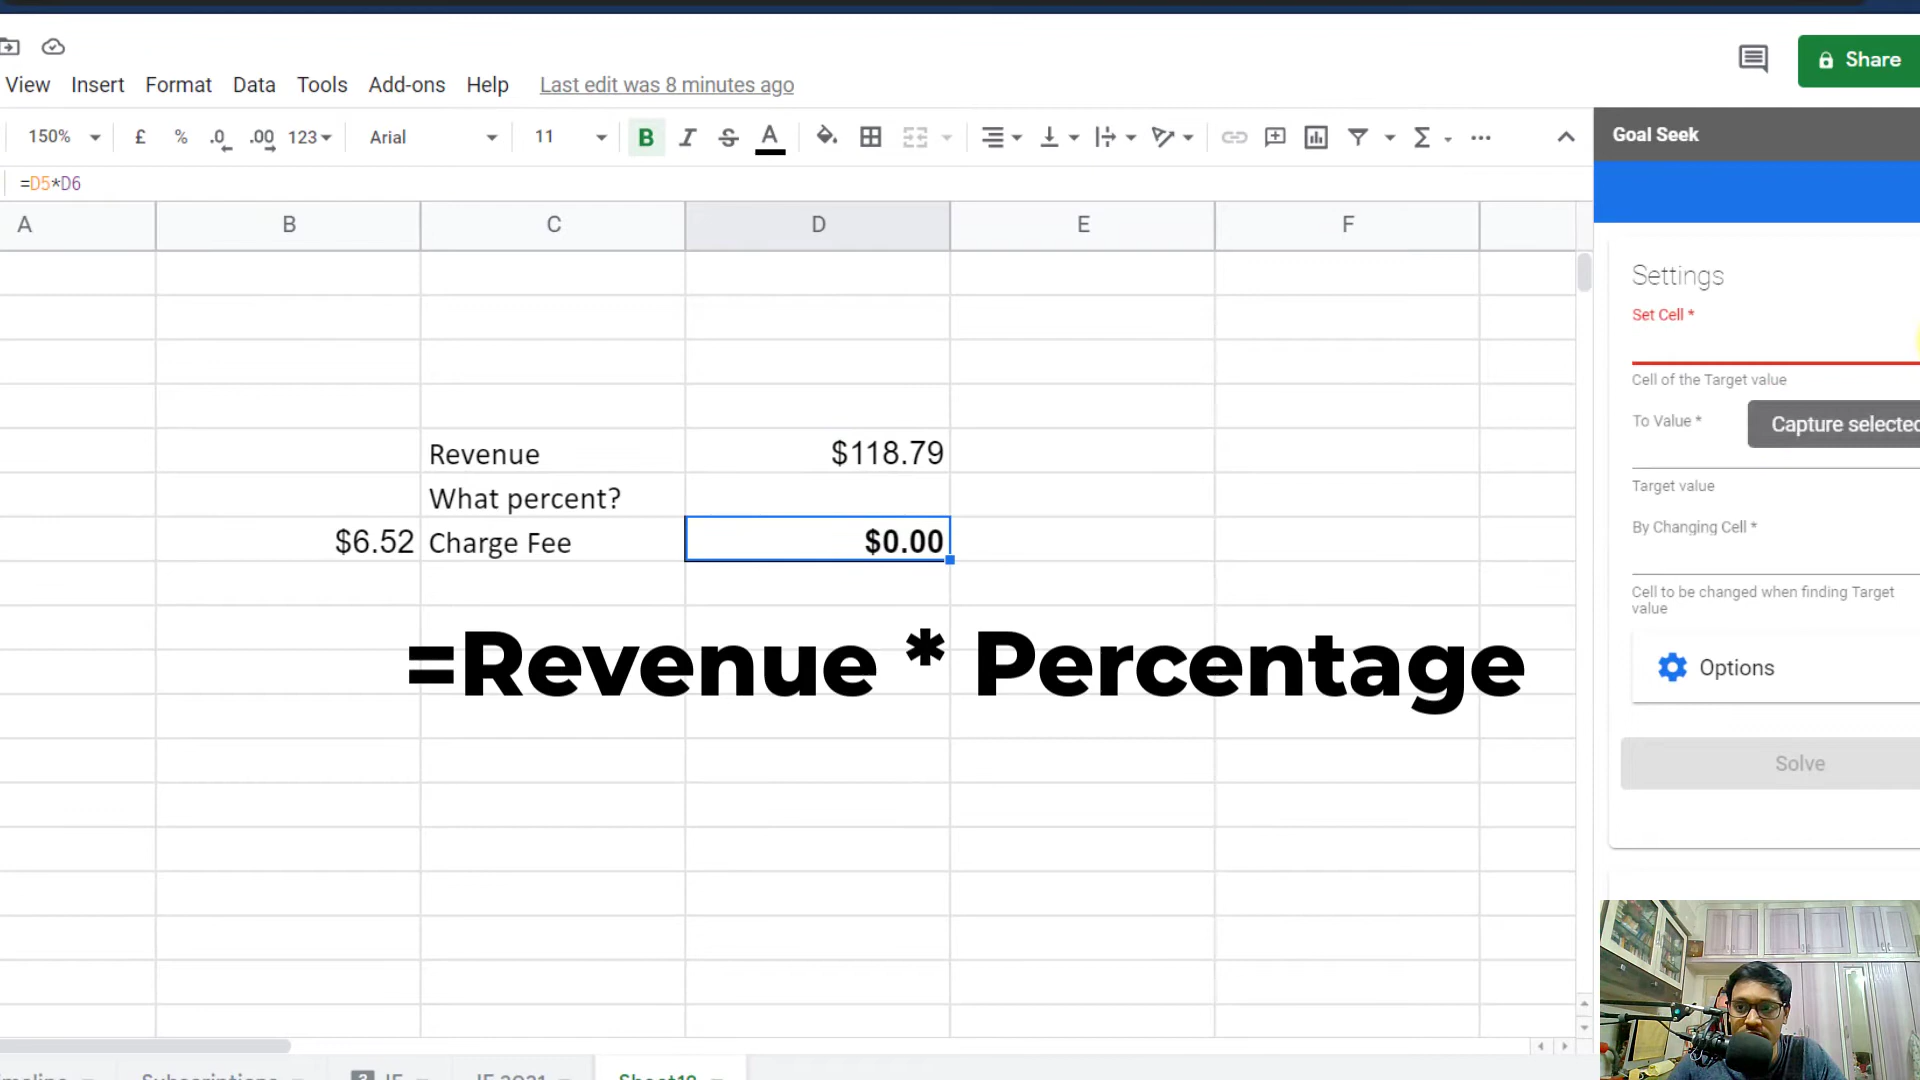 Share
View Insert Format Data Tools Add-ons Help Last edit was 8 minutes ago
150% £ % .0 .00 123 Arial 11 B I S A Σ
Goal Seek
=D5*D6
A B C D E F
Settings
Set Cell *
Cell of the Target value
To Value *
Capture selected
Target value
By Changing Cell *
Cell to be changed when finding Target
value
Options
Solve
Revenue $118.79
What percent?
$6.52 Charge Fee $0.00
=Revenue * Percentage
Subscriptions